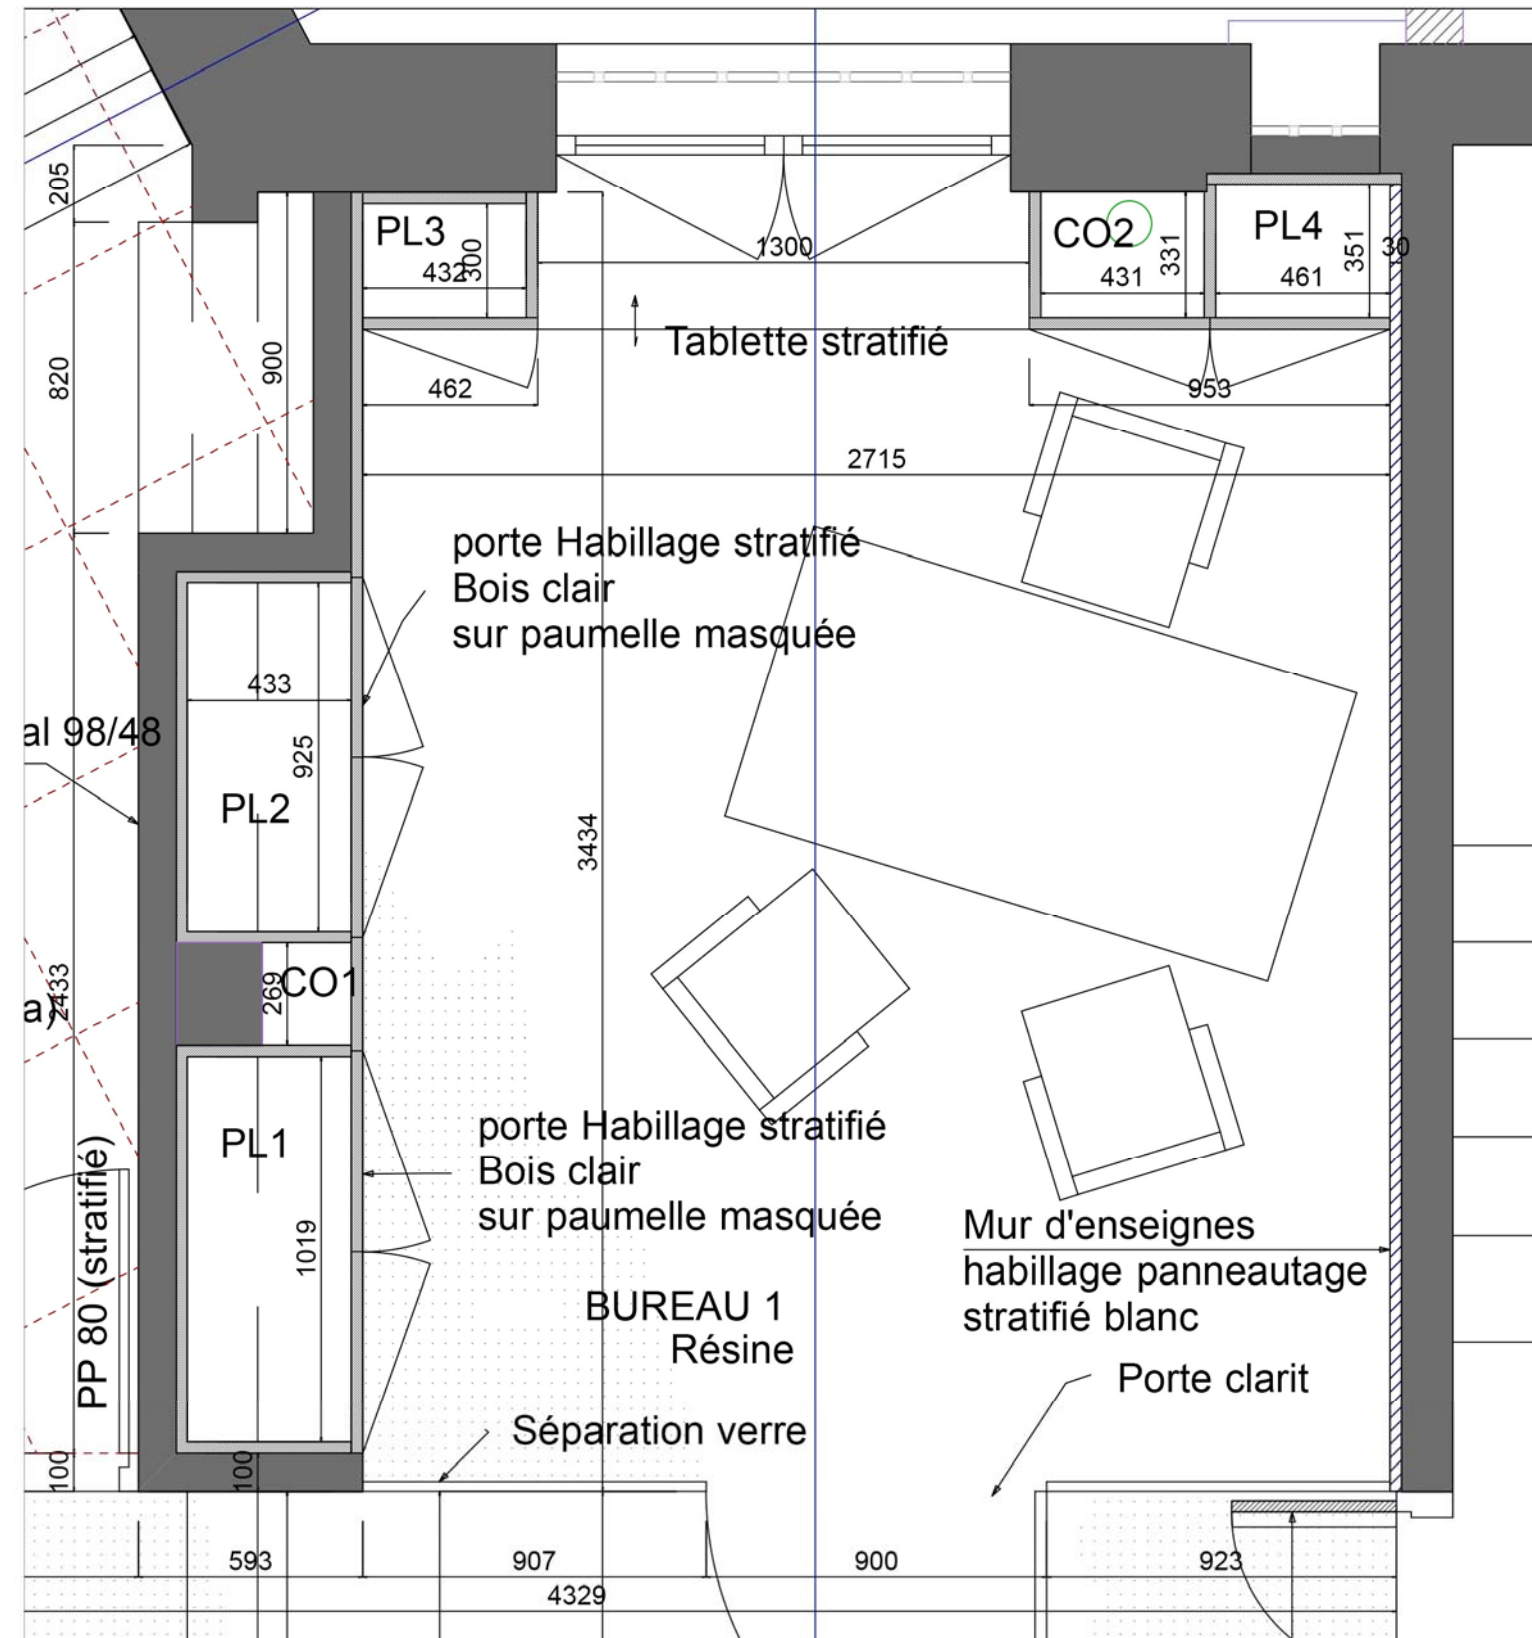 205
820
900
PL3
300
432
462
1300
CO2
331
431
PL4
351
461
30
Tablette stratifié
953
2715
porte Habillage stratifié
Bois clair
sur paumelle masquée
433
925
PL2
al 98/48
3434
269
CO1
2433
a)
PL1
1019
porte Habillage stratifié
Bois clair
sur paumelle masquée
PP 80 (stratifié)
Mur d'enseignes
habillage panneautage
stratifié blanc
BUREAU 1
Résine
Porte clarit
Séparation verre
100
100
593
907
900
923
4329